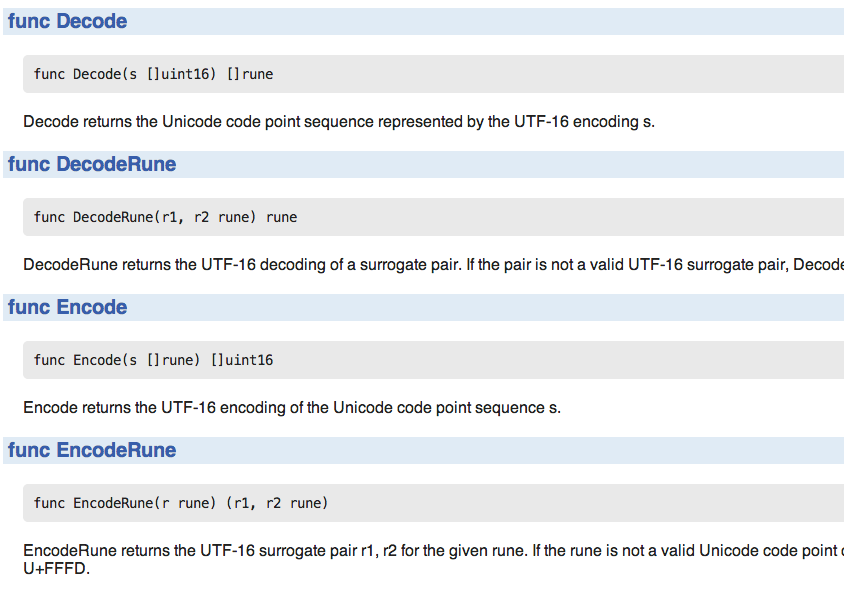 func Decode
func Decode(s []uint16) []rune
Decode returns the Unicode code point sequence represented by the UTF-16 encoding s.
func DecodeRune
func DecodeRune(r1, r2 rune) rune
DecodeRune returns the UTF-16 decoding of a surrogate pair. If the pair is not a valid UTF-16 surrogate pair, Decode
func Encode
func Encode(s []rune) []uint16
Encode returns the UTF-16 encoding of the Unicode code point sequence s.
func EncodeRune
func EncodeRune(r rune) (r1, r2 rune)
EncodeRune returns the UTF-16 surrogate pair r1, r2 for the given rune. If the rune is not a valid Unicode code point
U+FFFD.